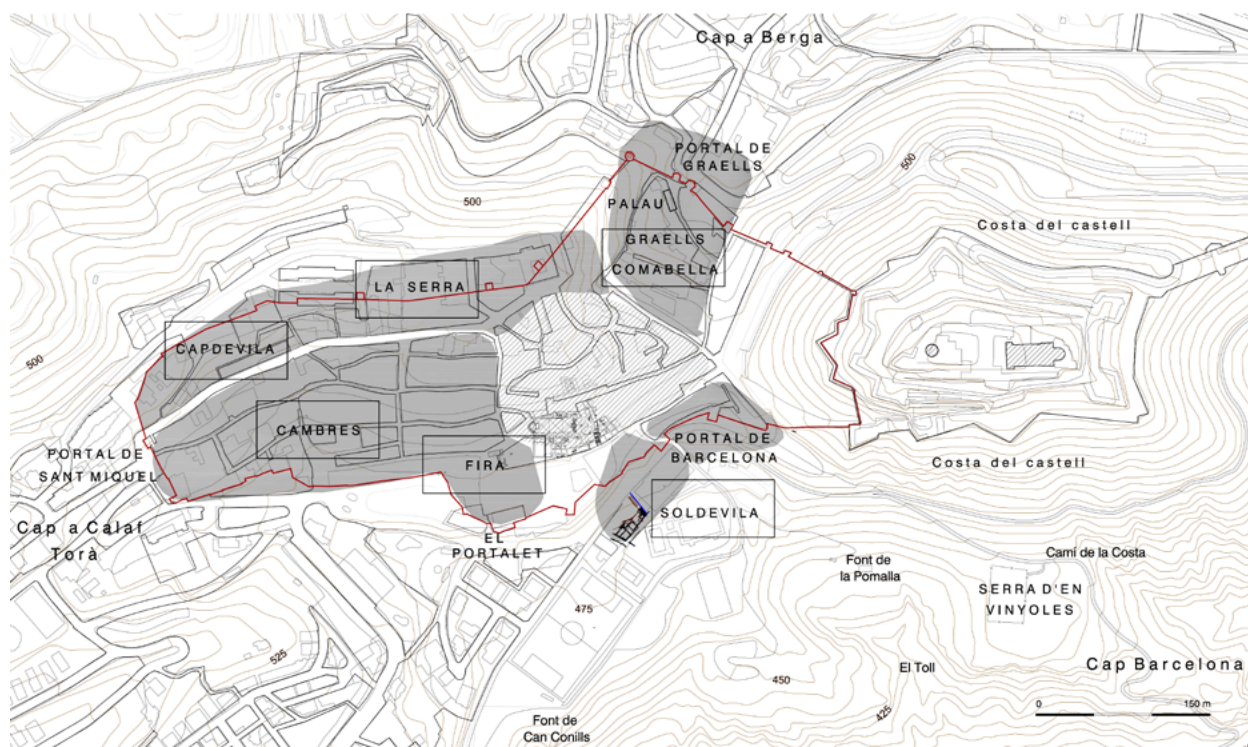 Cap a Berga
PORTAL DE
GRAELLS
500
500
PALAU
Costa del castell
GRAELLS
COMABELLA
LA SERRA
CAPDEVILA
500
CAMBRES
PORTAL DE
SANT MIQUEL
FIRA
PORTAL DE
BARCELONA
Costa del castell
Cap a Calaf
Torà
SOLDEVILA
EL
PORTALET
Font de
la Pomalla
Camí de la Costa
SERRA D'EN
VINYOLES
475
525
El Toll
Cap Barcelona
450
425
0 150 m
Font de
Can Conills